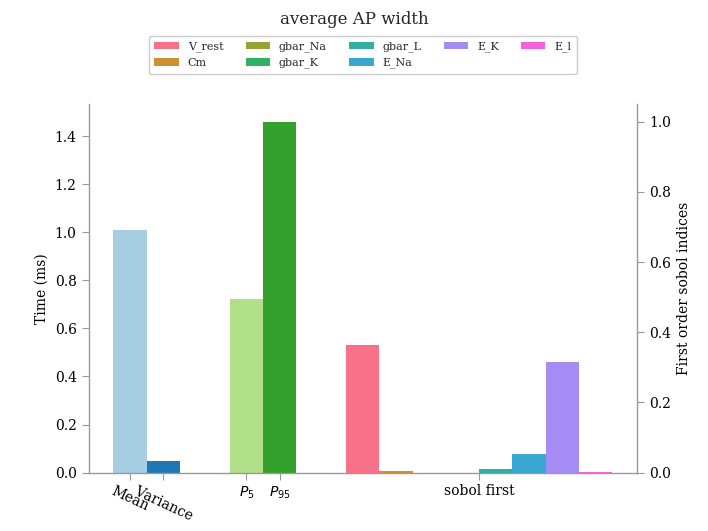 average AP width
V_rest gbar_Na gbar_L E_K E_l
Cm gbar_K E_Na
1.4
1.2
1.0
0.8
0.6
0.4
0.2
0.0
Time (ms)
1.0
0.8
0.6
0.4
0.2
0.0
First order sobol indices
Mean Variance P5 P95 sobol first